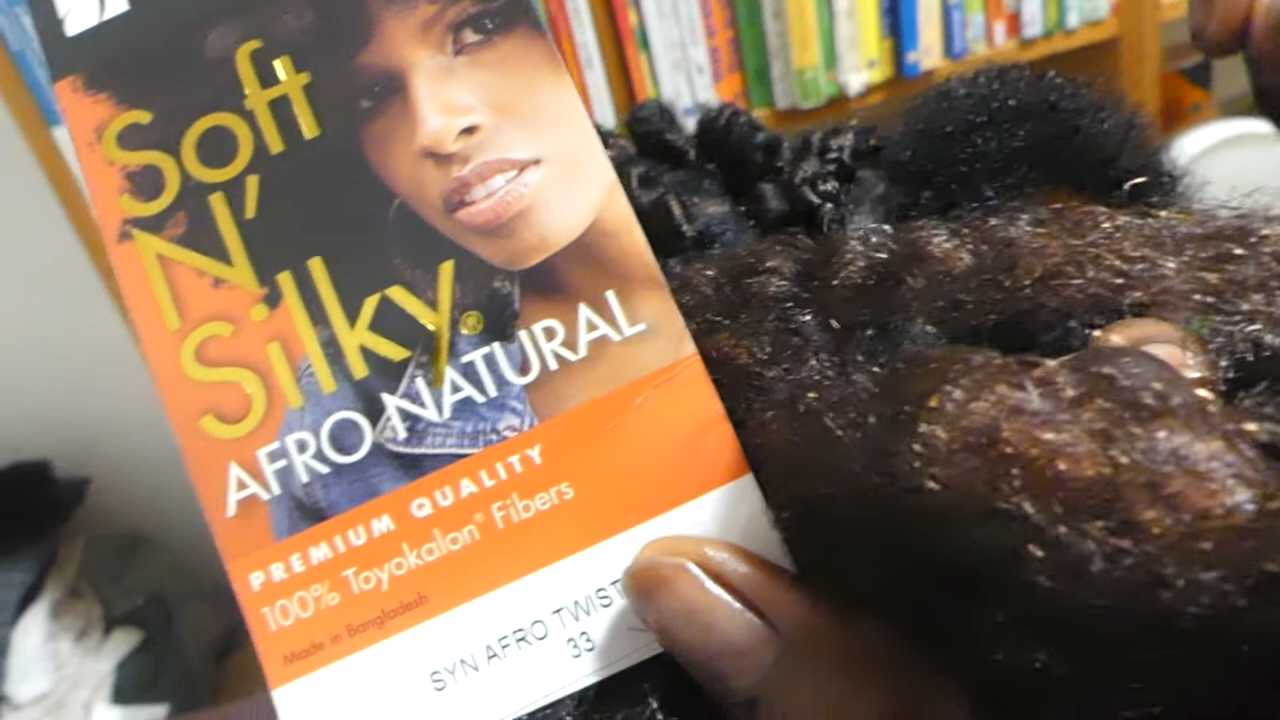 Soft
N'
Silky®
AFRO NATURAL
PREMIUM QUALITY
100% Toyokalon® Fibers
Made in Bangladesh
SYN AFRO TWIST
33